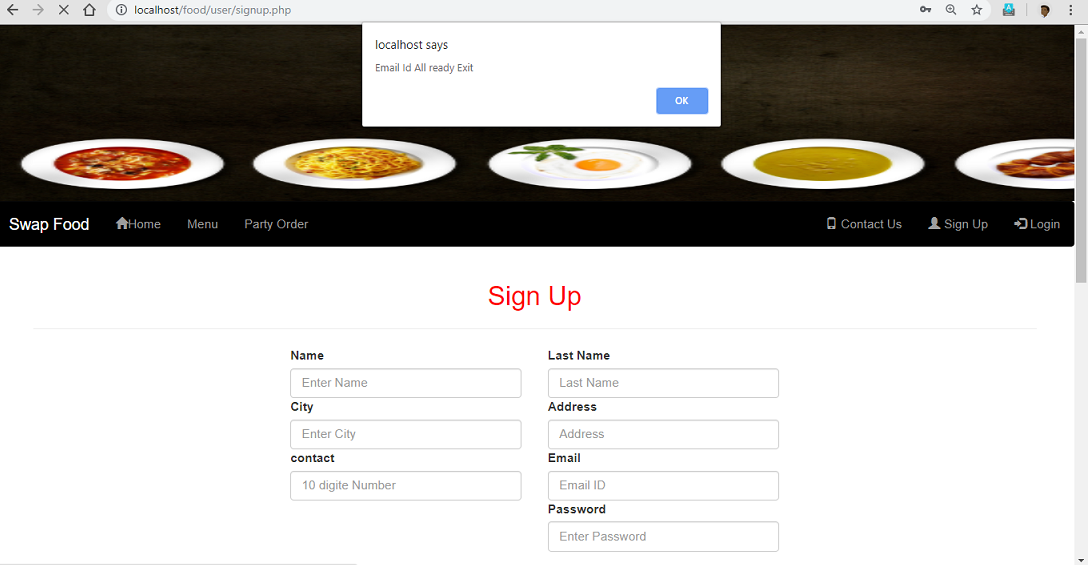 localhost/food/user/signup.php
localhost says
Email Id All ready Exit
OK
Swap Food Home Menu Party Order Contact Us Sign Up Login
Sign Up
Name Last Name
Enter Name Last Name
City Address
Enter City Address
contact Email
10 digite Number Email ID
Password
Enter Password